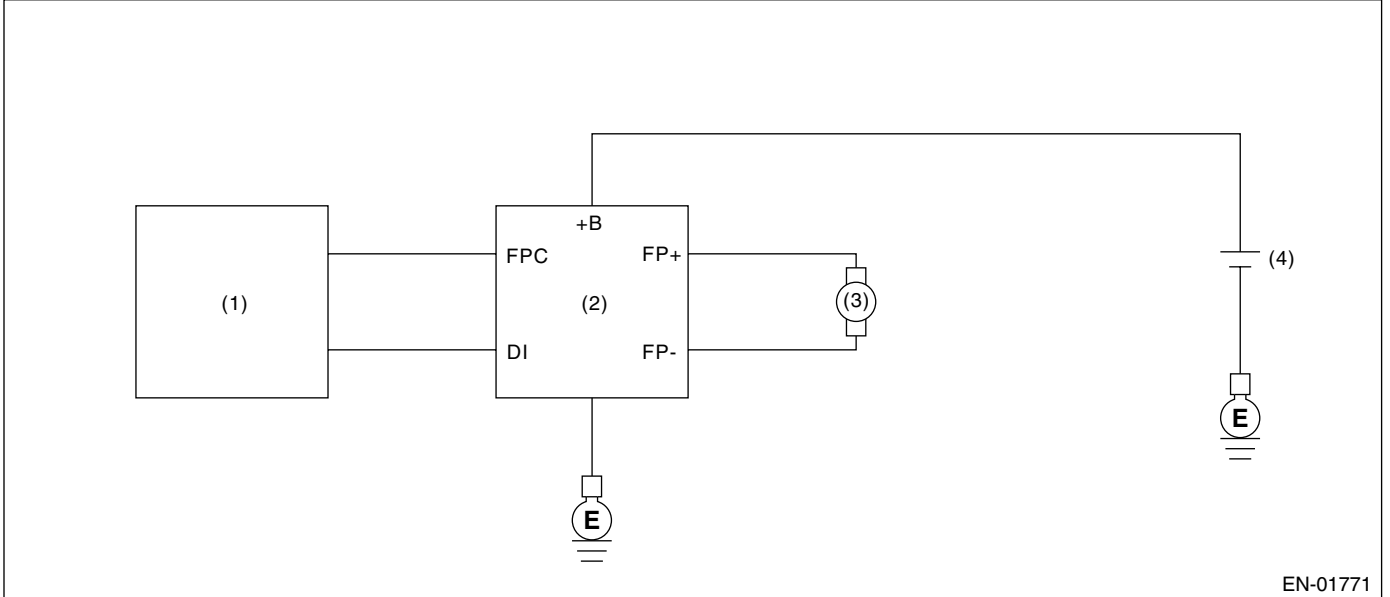 +B
FPC
FP+
(4)
(1)
(2)
(3)
DI
FP-
E
E
EN-01771